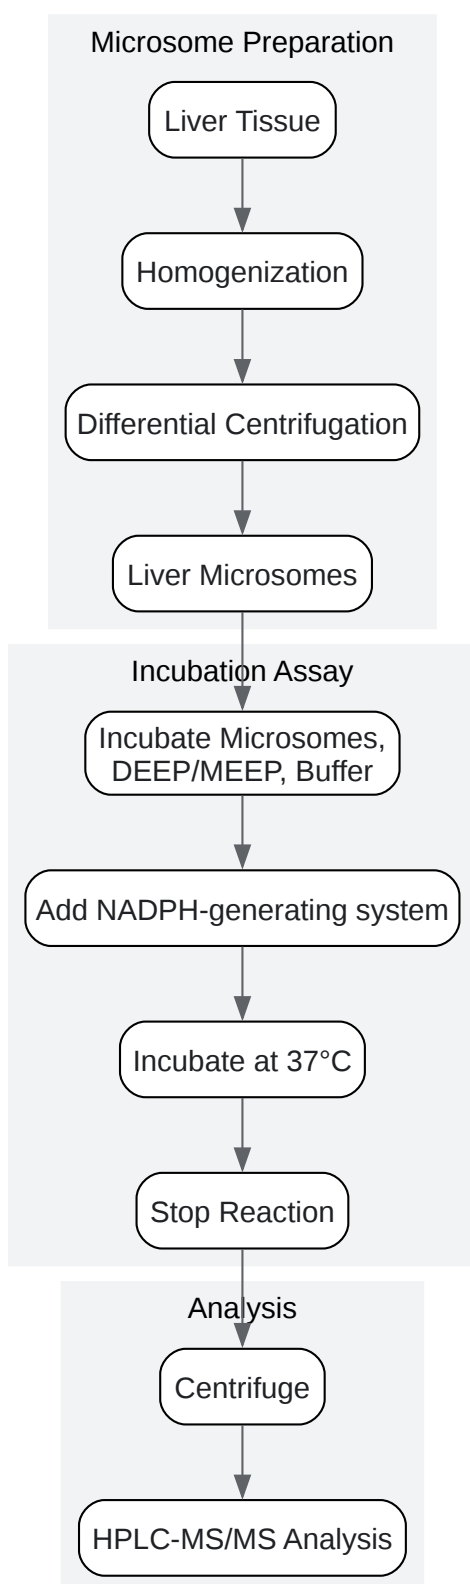 Microsome Preparation
Liver Tissue
Homogenization
Differential Centrifugation
Liver Microsomes
Incubation Assay
Incubate Microsomes,
DEEP/MEEP, Buffer
Add NADPH-generating system
Incubate at 37°C
Stop Reaction
Analysis
Centrifuge
HPLC-MS/MS Analysis